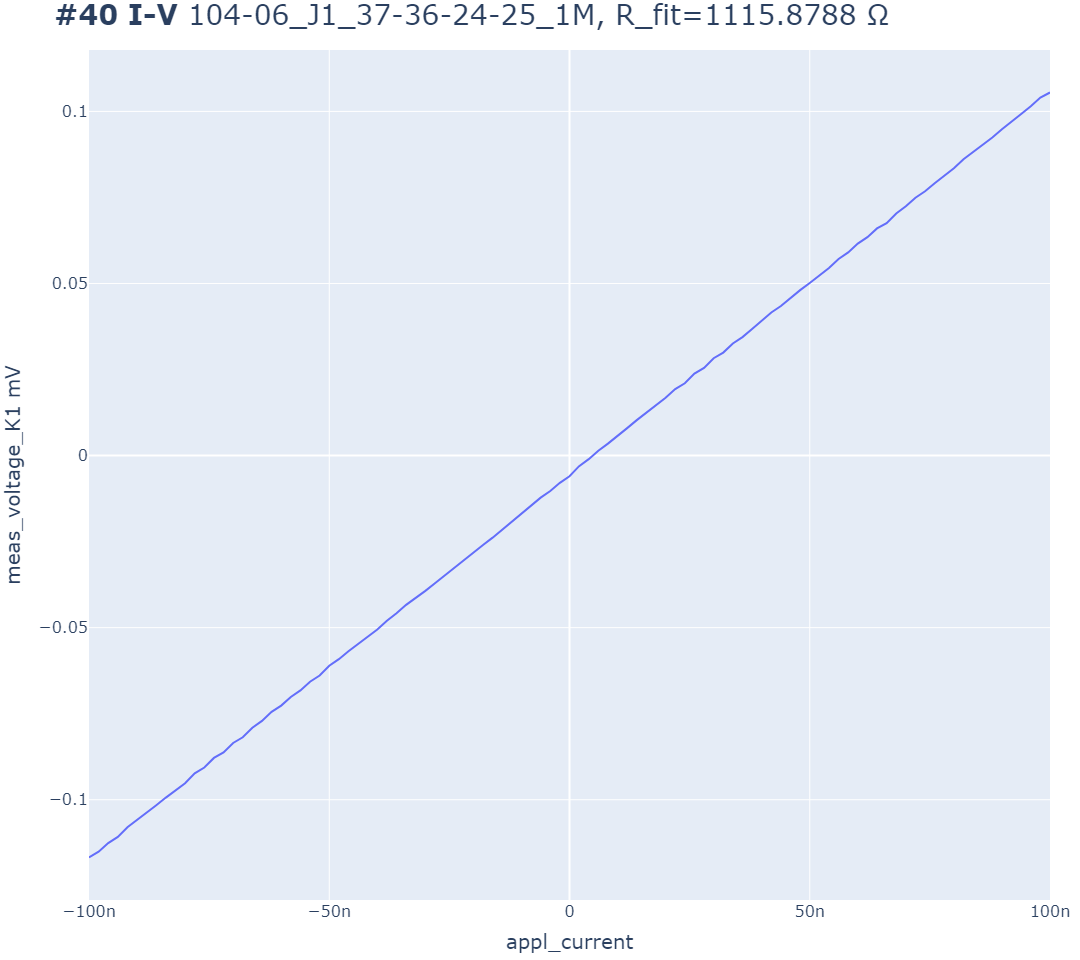 #40 I-V 104-06_J1_37-36-24-25_1M, R_fit=1115.8788 Ω
0.1
0.05
0
−0.05
−0.1
meas_voltage_K1 mV
−100n
−50n
0
50n
100n
appl_current